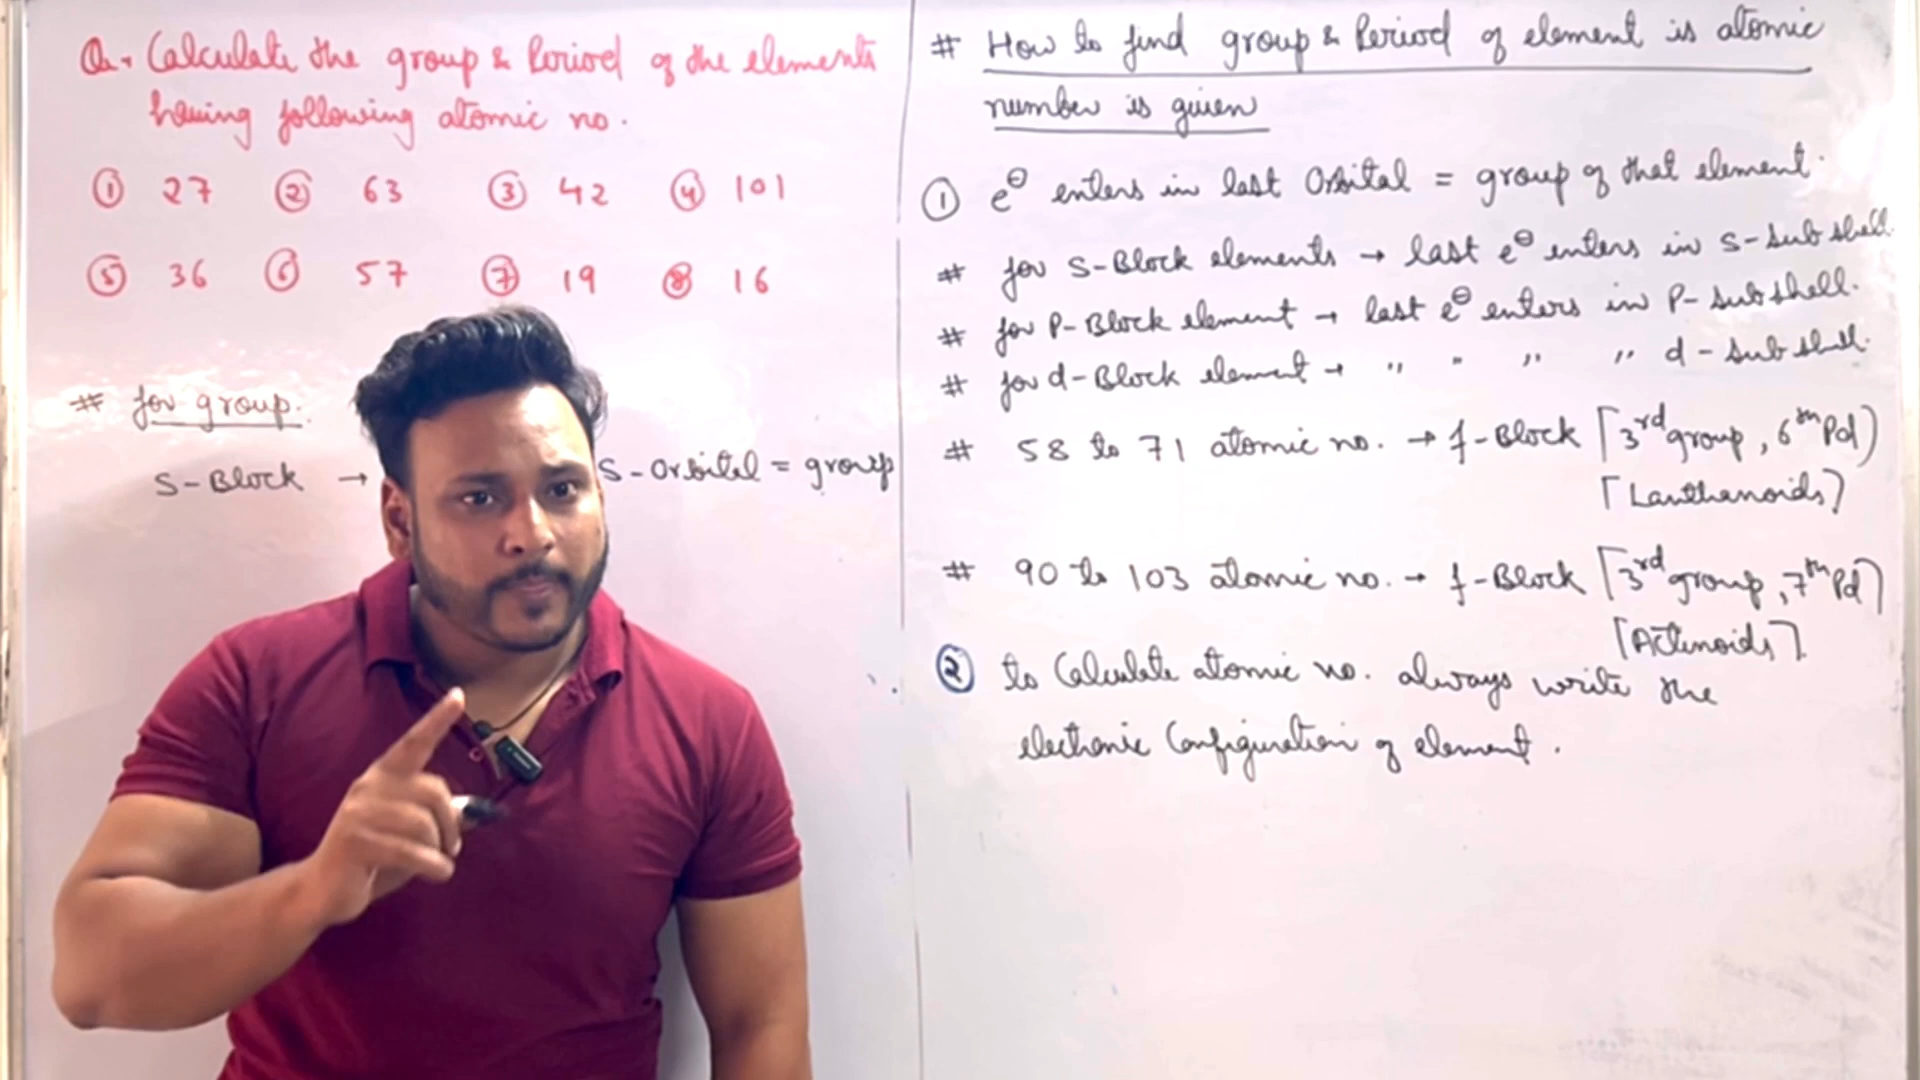 Q. Calculate the group & Period of the elements
having following atomic no.
① 27 ② 63 ③ 42 ④ 101
⑤ 36 ⑥ 57 ⑦ 19 ⑧ 16
# for group.
S-Block → S-Orbital = group
# How to find group & Period of element is atomic
number is given
① e⊖ enters in last Orbital = group of that element.
# for S-Block elements → last e⊖ enters in S-Sub shell.
# for P-Block element → last e⊖ enters in P-Subshell.
# for d-Block element → " " " " d-Sub shell.
# 58 to 71 atomic no. → f-Block [3rd group, 6th Pd)
[Lanthanoids]
# 90 to 103 atomic no. → f-Block [3rd group, 7th Pd]
[Actinoids]
② to Calculate atomic no. always write the
electronic Configuration of element.